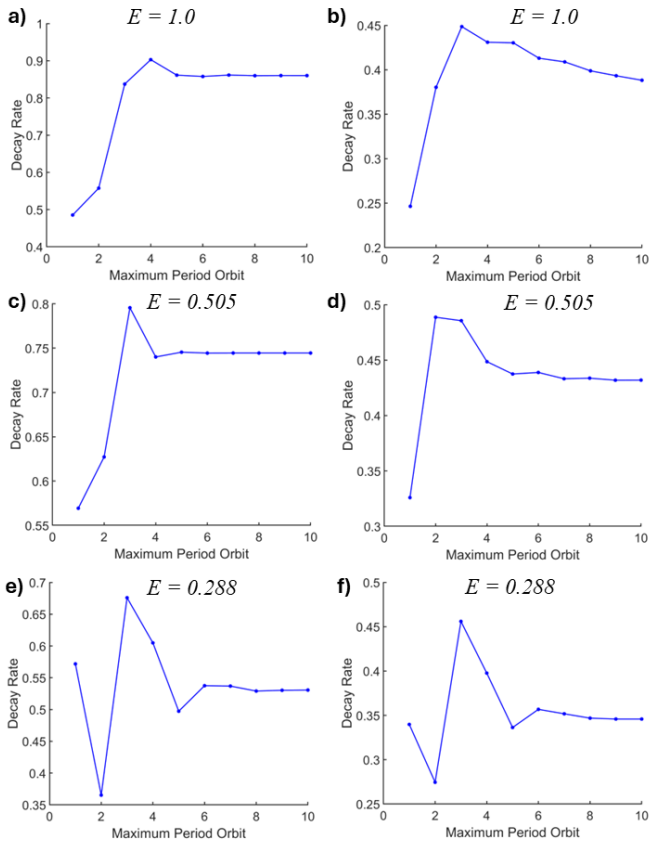 a) E = 1.0
1
0.9
0.8
0.7
0.6
0.5
0.4
Decay Rate
0 2 4 6 8 10
Maximum Period Orbit
b) E = 1.0
0.45
0.4
0.35
0.3
0.25
0.2
Decay Rate
0 2 4 6 8 10
Maximum Period Orbit
c) E = 0.505
0.8
0.75
0.65
0.65
0.55
Decay Rate
0 2 4 6 8 10
Maximum Period Orbit
d) E = 0.505
0.5
0.45
0.4
0.35
0.3
Decay Rate
0 2 4 6 8 10
Maximum Period Orbit
e) E = 0.288
0.7
0.65
0.6
0.55
0.5
0.45
0.4
0.35
Decay Rate
0 2 4 6 8 10
Maximum Period Orbit
f) E = 0.288
0.5
0.45
0.4
0.35
0.3
0.25
Decay Rate
0 2 4 6 8 10
Maximum Period Orbit